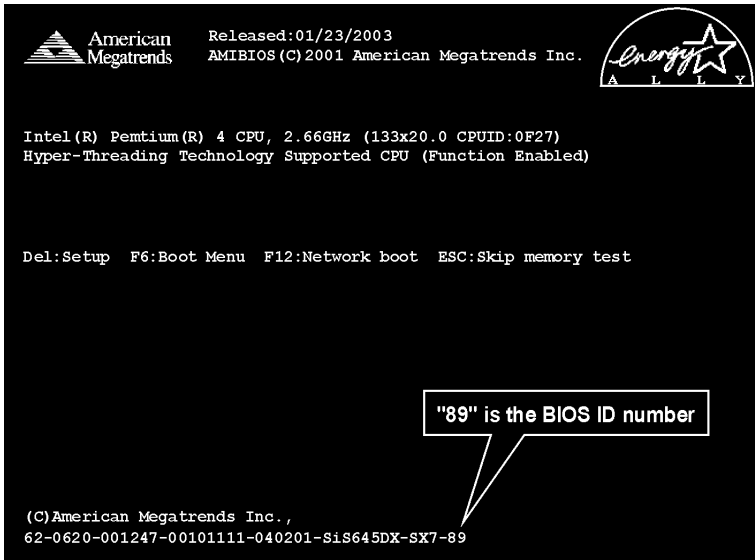 American
Megatrends
Released:01/23/2003
AMIBIOS(C)2001 American Megatrends Inc.
energy
A L L Y
Intel(R) Pemtium(R) 4 CPU, 2.66GHz (133x20.0 CPUID:0F27)
Hyper-Threading Technology Supported CPU (Function Enabled)
Del:Setup F6:Boot Menu F12:Network boot ESC:Skip memory test
"89" is the BIOS ID number
(C)American Megatrends Inc.,
62-0620-001247-00101111-040201-SiS645DX-SX7-89